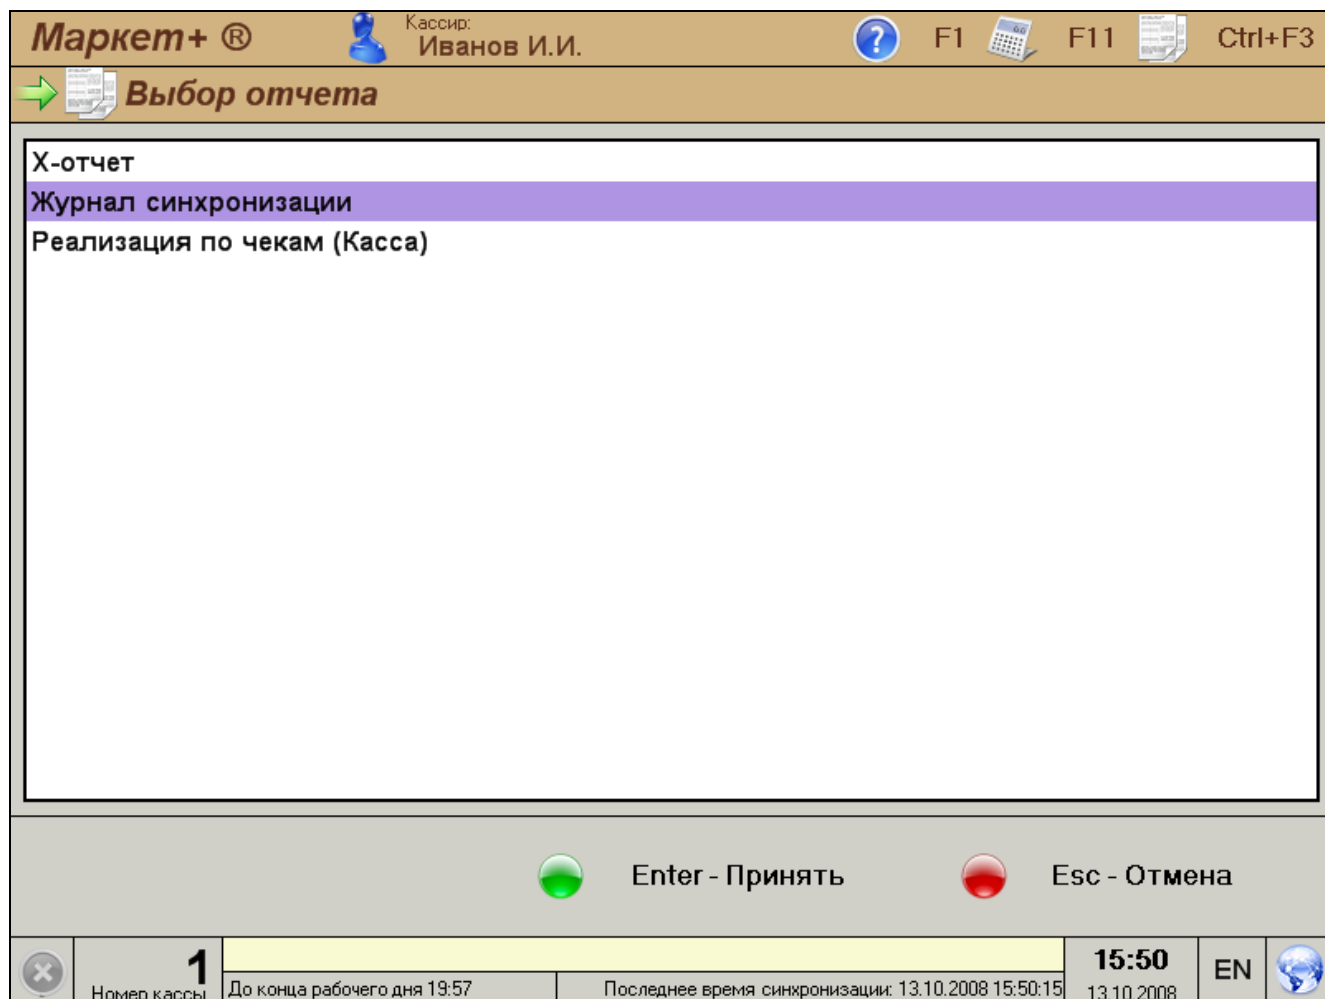 Маркет+ ®
Кассир:
Иванов И.И.
? F1 F11 Ctrl+F3
Выбор отчета
X-отчет
Журнал синхронизации
Реализация по чекам (Касса)
Enter - Принять Esc - Отмена
1
Номер кассы
До конца рабочего дня 19:57
Последнее время синхронизации: 13.10.2008 15:50:15
15:50
13.10.2008
EN